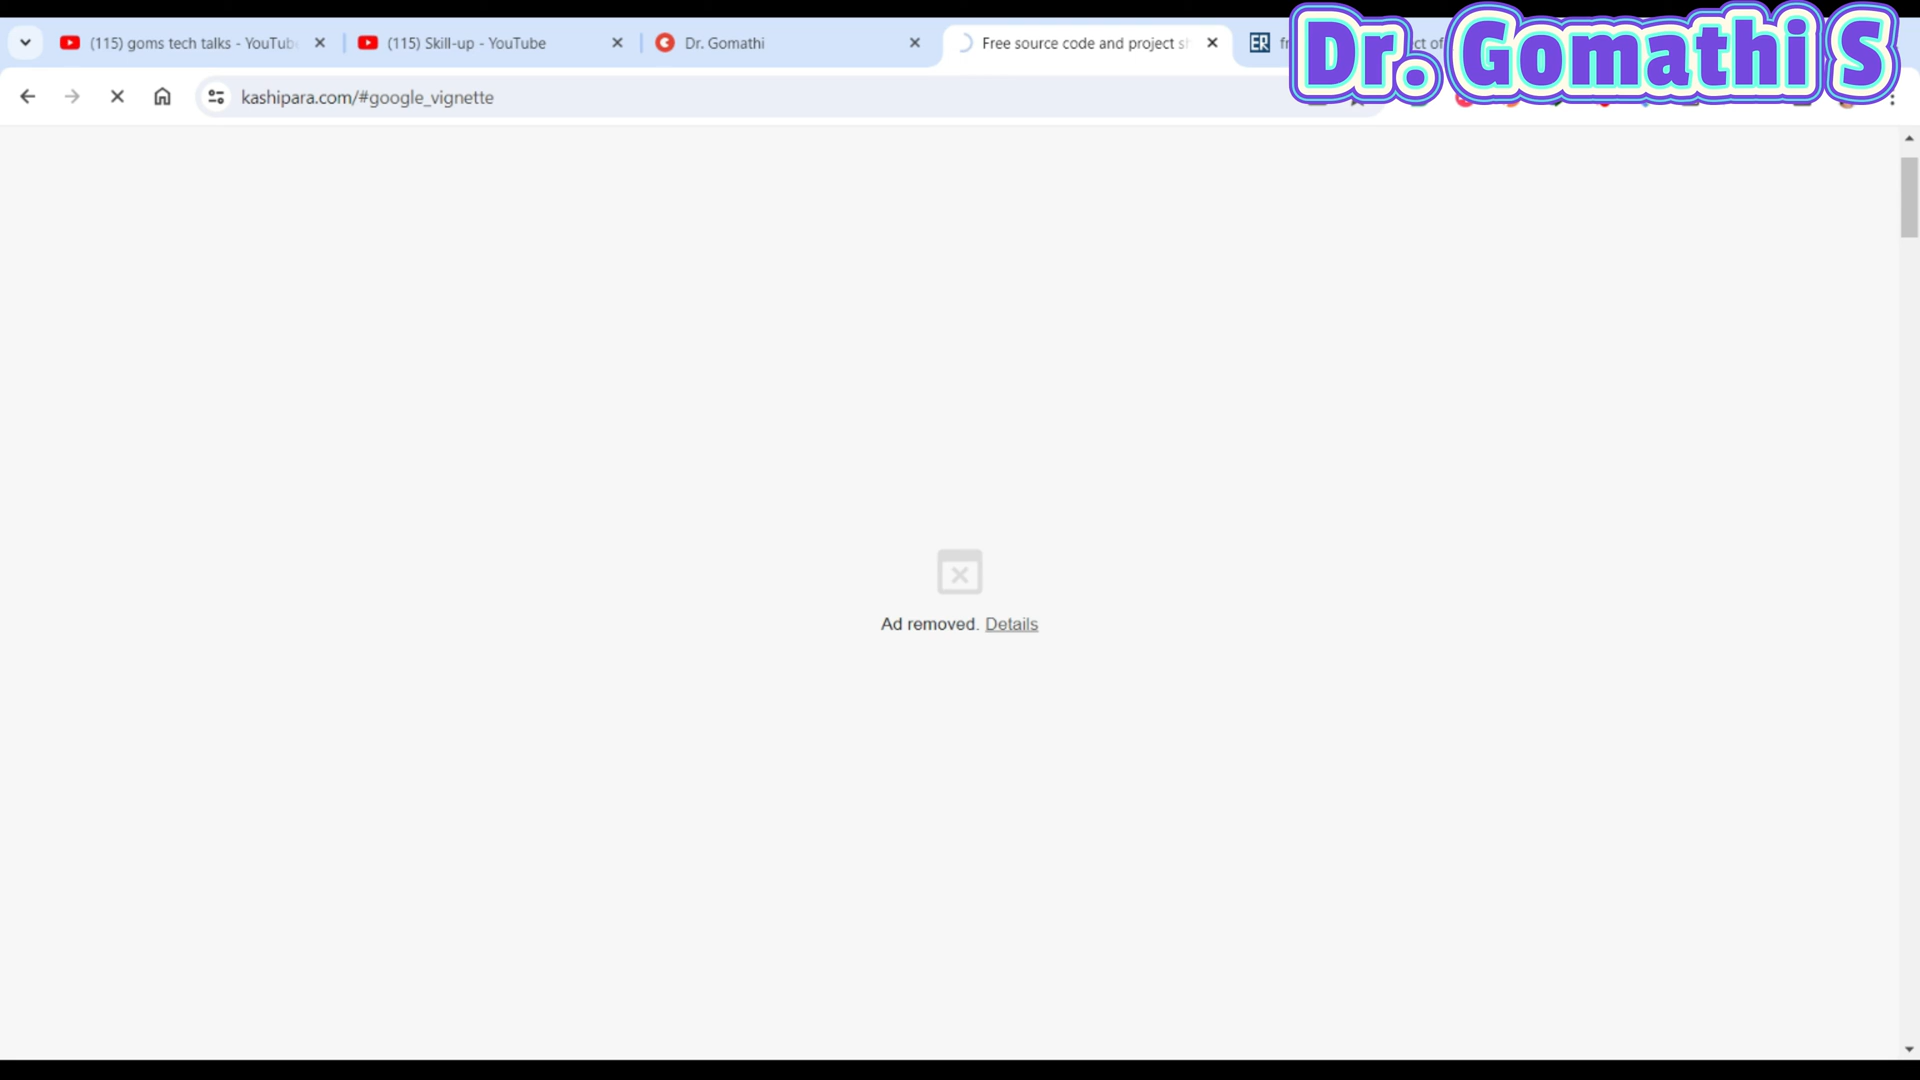 (115) goms tech talks - YouTub
(115) Skill-up - YouTube
Dr. Gomathi
Free source code and project s
ER
Dr. Gomathi S
kashipara.com/#google_vignette
Ad removed. Details